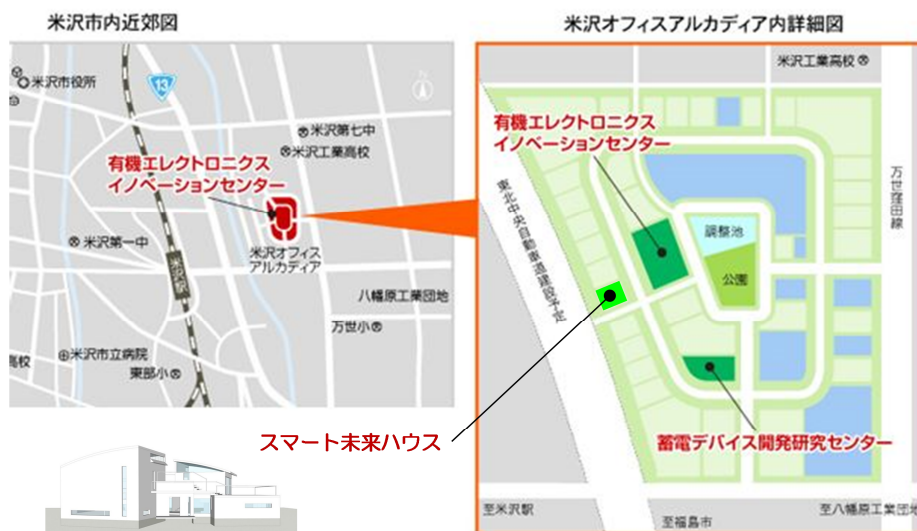 米沢市内近郊図
米沢市役所
13
米沢第七中
米沢工業高校
有機エレクトロニクス
イノベーションセンター
米沢第一中
米沢オフィス
アルカディア
米沢駅
八幡原工業団地
万世小
米沢市立病院
高校
東部小
スマート未来ハウス
米沢オフィスアルカディア内詳細図
米沢工業高校
有機エレクトロニクス
イノベーションセンター
東北中央自動車道建設予定
万世窪田線
調整池
公園
蓄電デバイス開発研究センター
至米沢駅
至福島市
至八幡原工業団地